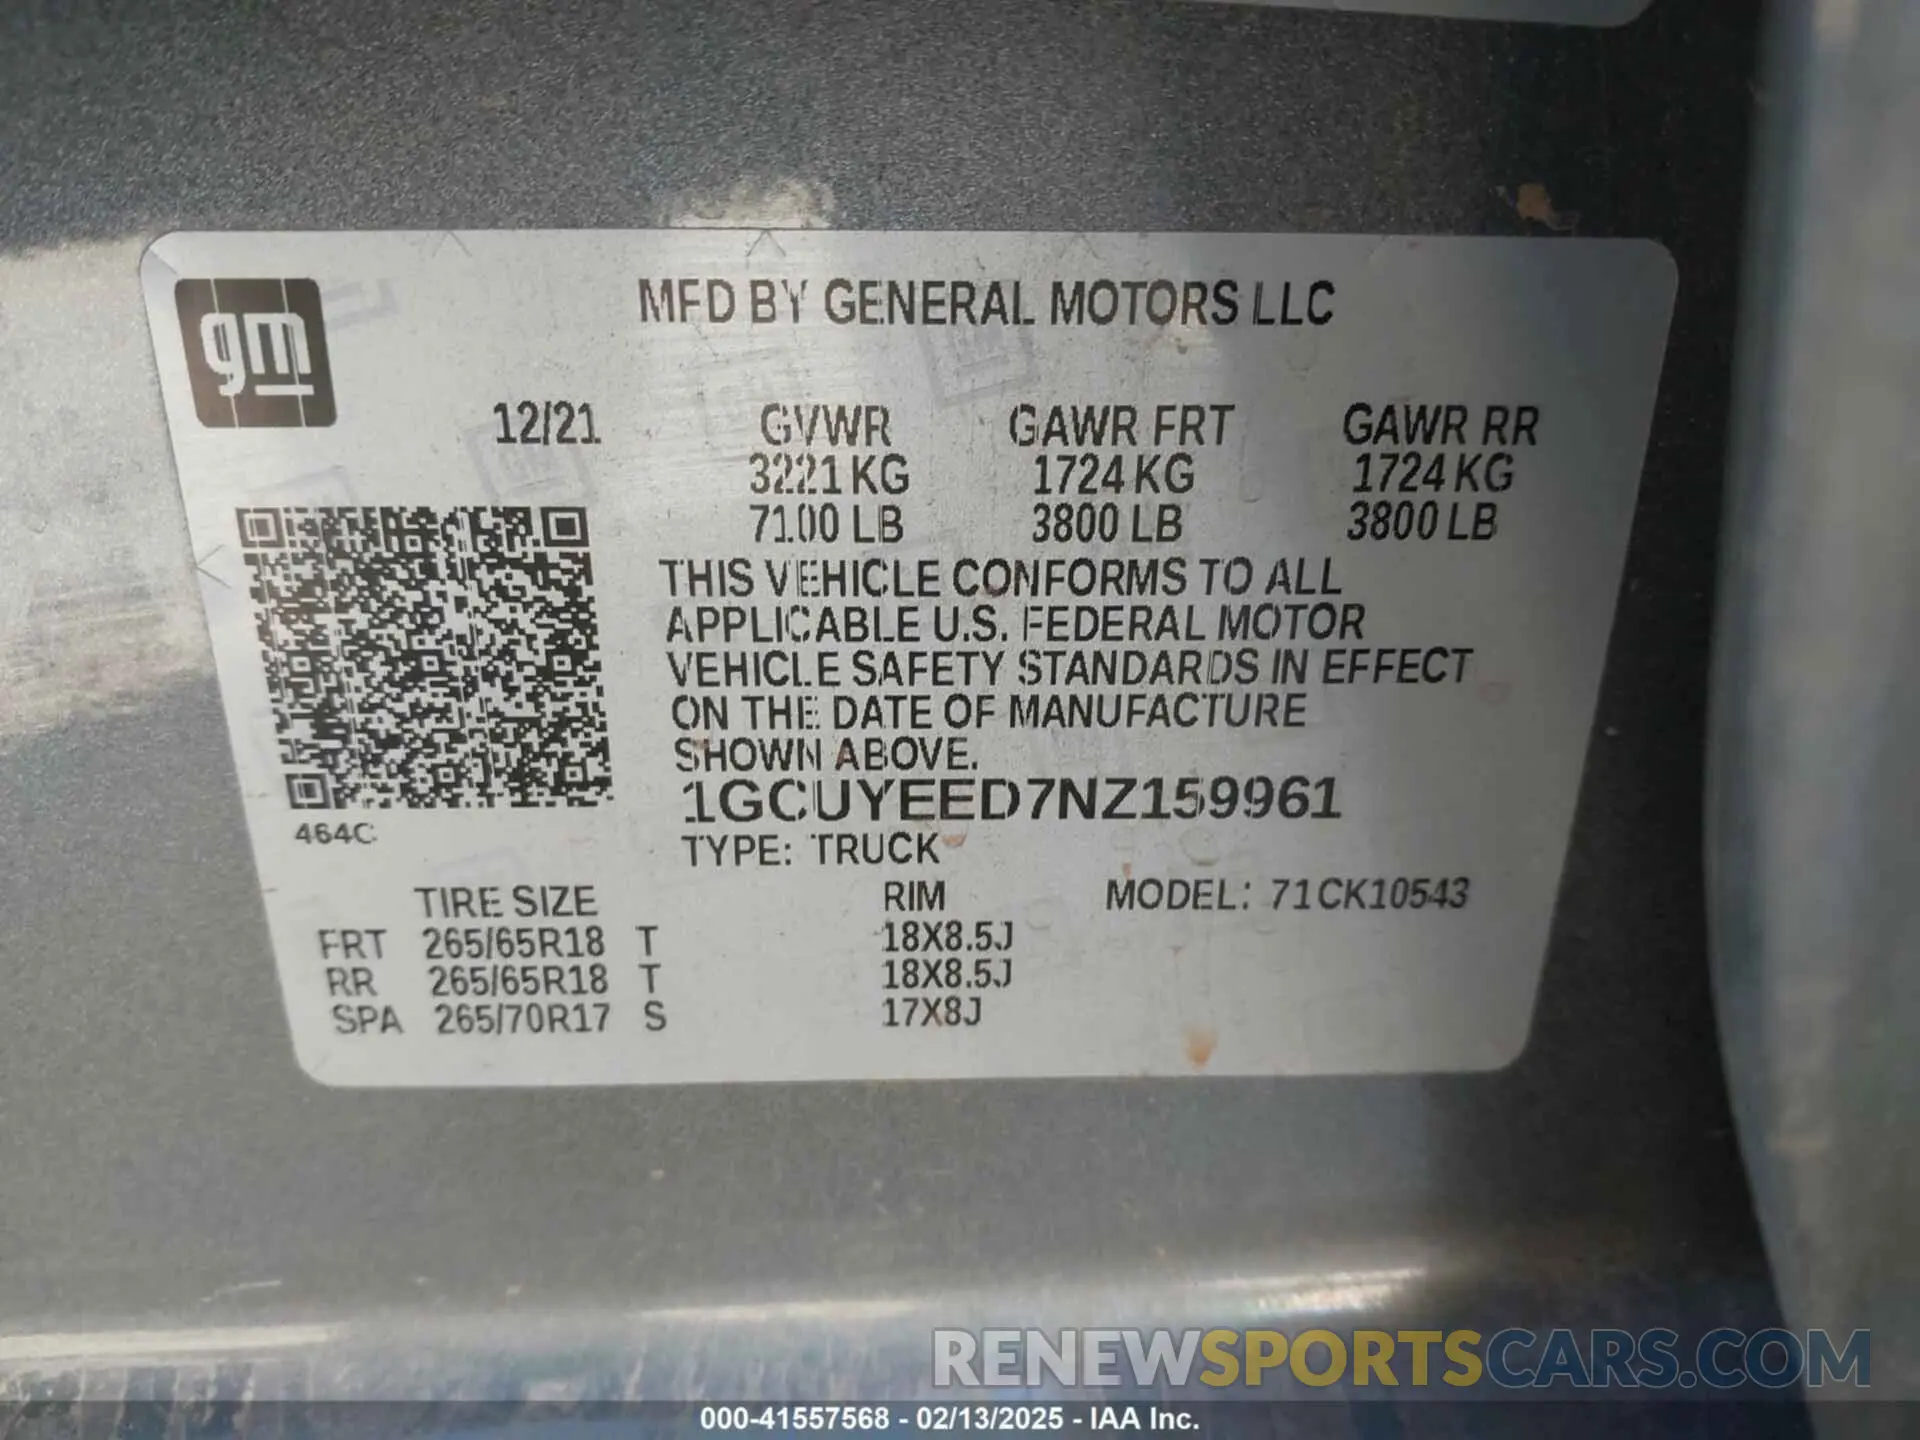 gm
MFD BY GENERAL MOTORS LLC
12/21 GVWR GAWR FRT GAWR RR
3221 KG 1724 KG 1724 KG
7100 LB 3800 LB 3800 LB
THIS VEHICLE CONFORMS TO ALL
APPLICABLE U.S. FEDERAL MOTOR
VEHICLE SAFETY STANDARDS IN EFFECT
ON THE DATE OF MANUFACTURE
SHOWN ABOVE.
1GCUYEED7NZ159961
464C
TYPE: TRUCK
TIRE SIZE RIM MODEL: 71CK10543
FRT 265/65R18 T 18X8.5J
RR 265/65R18 T 18X8.5J
SPA 265/70R17 S 17X8J
RENEWSPORTSCARS.COM
000-41557568 - 02/13/2025 - IAA Inc.